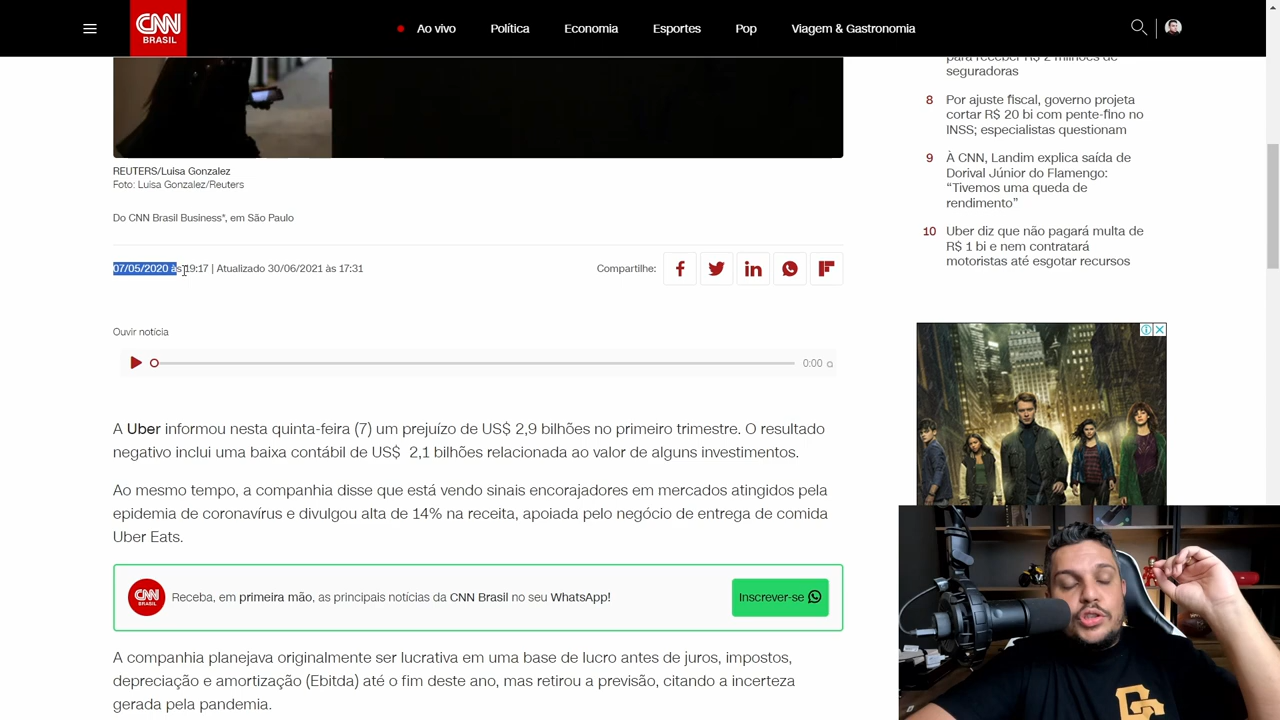 CNN
BRASIL
Ao vivo
Política
Economia
Esportes
Pop
Viagem & Gastronomia
REUTERS/Luisa Gonzalez
Foto: Luisa Gonzalez/Reuters
Do CNN Brasil Business*, em São Paulo
07/05/2020 às 19:17 | Atualizado 30/06/2021 às 17:31
Compartilhe:
Ouvir notícia
0:00
A Uber informou nesta quinta-feira (7) um prejuízo de US$ 2,9 bilhões no primeiro trimestre. O resultado
negativo inclui uma baixa contábil de US$ 2,1 bilhões relacionada ao valor de alguns investimentos.
Ao mesmo tempo, a companhia disse que está vendo sinais encorajadores em mercados atingidos pela
epidemia de coronavírus e divulgou alta de 14% na receita, apoiada pelo negócio de entrega de comida
Uber Eats.
CNN
BRASIL
Receba, em primeira mão, as principais notícias da CNN Brasil no seu WhatsApp!
Inscrever-se
A companhia planejava originalmente ser lucrativa em uma base de lucro antes de juros, impostos,
depreciação e amortização (Ebitda) até o fim deste ano, mas retirou a previsão, citando a incerteza
gerada pela pandemia.
para receber R$ 2 milhões de
seguradoras
8 Por ajuste fiscal, governo projeta
cortar R$ 20 bi com pente-fino no
INSS; especialistas questionam
9 À CNN, Landim explica saída de
Dorival Júnior do Flamengo:
“Tivemos uma queda de
rendimento”
10 Uber diz que não pagará multa de
R$ 1 bi e nem contratará
motoristas até esgotar recursos